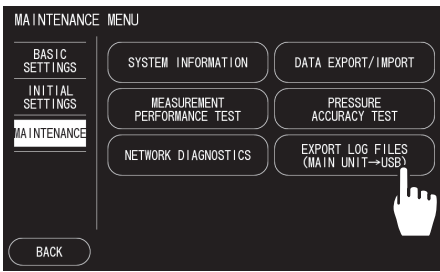 MAINTENANCE MENU
BASIC
SETTINGS
INITIAL
SETTINGS
MAINTENANCE
SYSTEM INFORMATION
DATA EXPORT/IMPORT
MEASUREMENT
PERFORMANCE TEST
PRESSURE
ACCURACY TEST
NETWORK DIAGNOSTICS
EXPORT LOG FILES
(MAIN UNIT→USB)
BACK